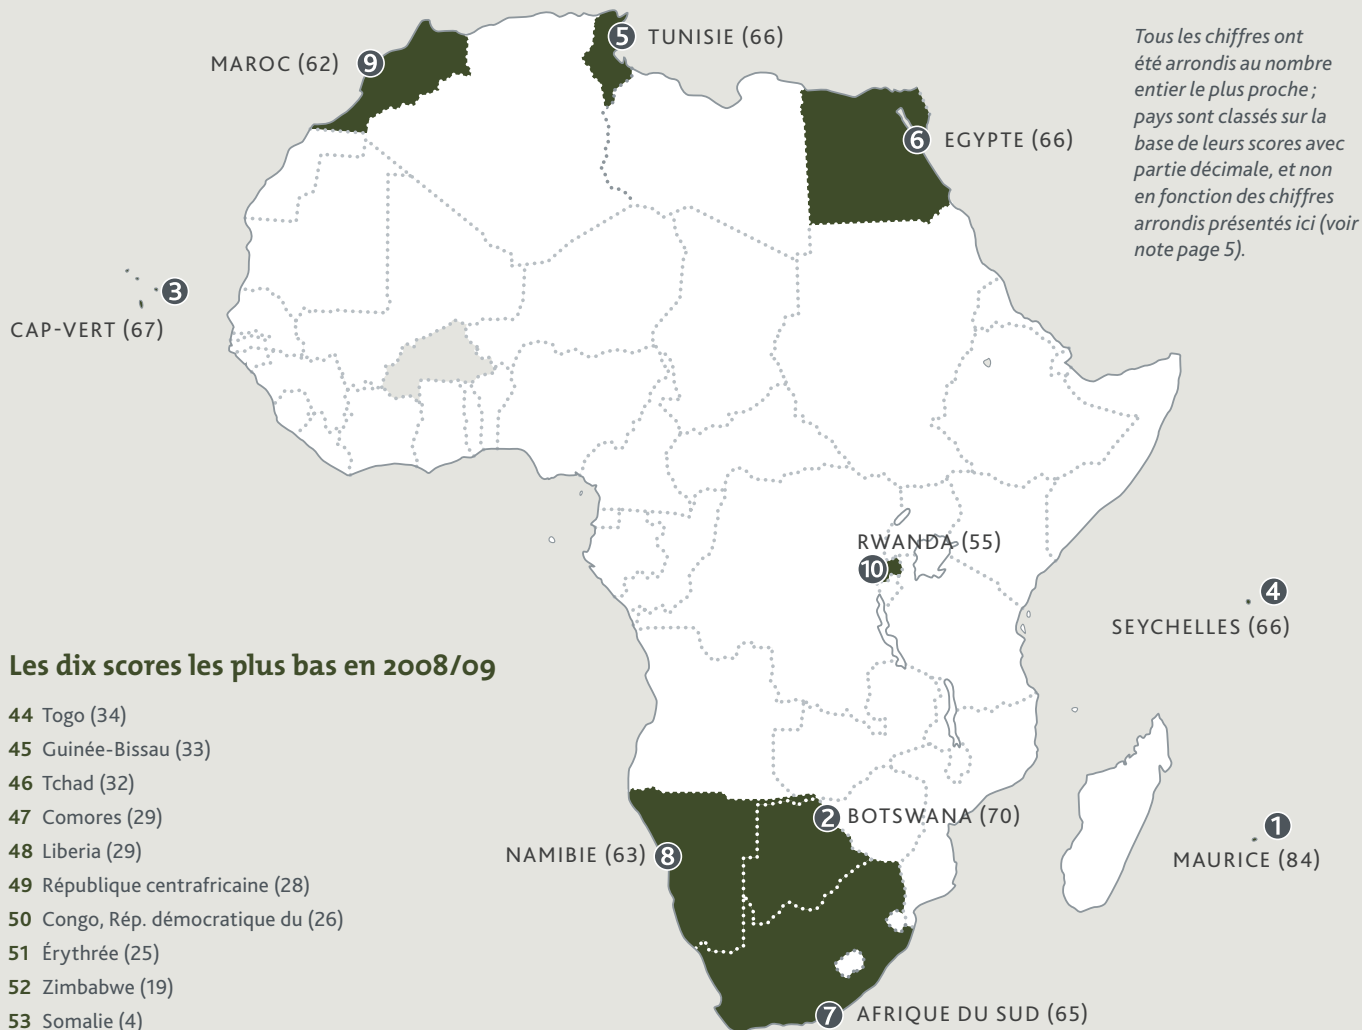 MAROC (62)
9
5
TUNISIE (66)
6
EGYPTE (66)
Tous les chiffres ont
été arrondis au nombre
entier le plus proche ;
pays sont classés sur la
base de leurs scores avec
partie décimale, et non
en fonction des chiffres
arrondis présentés ici (voir
note page 5).
3
CAP-VERT (67)
RWANDA (55)
10
4
SEYCHELLES (66)
2
BOTSWANA (70)
1
MAURICE (84)
NAMIBIE (63)
8
7
AFRIQUE DU SUD (65)
Les dix scores les plus bas en 2008/09
44 Togo (34)
45 Guinée-Bissau (33)
46 Tchad (32)
47 Comores (29)
48 Liberia (29)
49 République centrafricaine (28)
50 Congo, Rép. démocratique du (26)
51 Érythrée (25)
52 Zimbabwe (19)
53 Somalie (4)